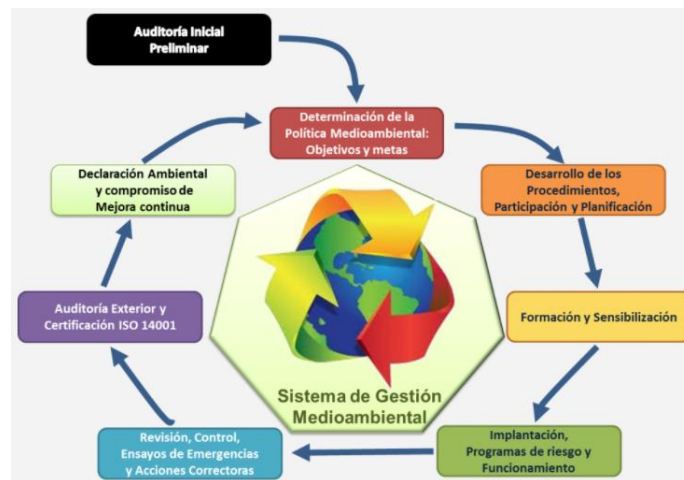 Auditoría Inicial
Preliminar
Determinación de la
Política Medioambiental:
Objetivos y metas
Desarrollo de los
Procedimientos,
Participación y Planificación
Formación y Sensibilización
Implantación,
Programas de riesgo y
Funcionamiento
Revisión, Control,
Ensayos de Emergencias
y Acciones Correctoras
Auditoría Exterior y
Certificación ISO 14001
Declaración Ambiental
y compromiso de
Mejora continua
Sistema de Gestión
Medioambiental